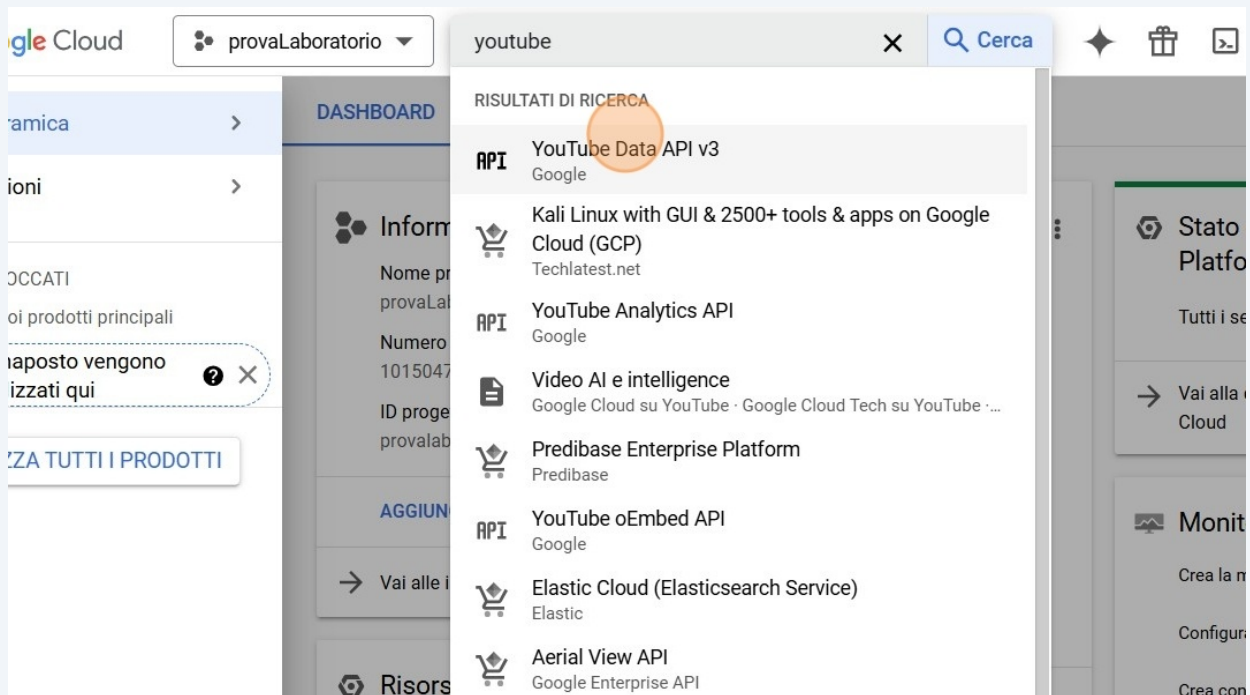 gle Cloud
provaLaboratorio
youtube
Cerca
ramica
ioni
OCCATI
oi prodotti principali
naposto vengono
izzati qui
ZZA TUTTI I PRODOTTI
DASHBOARD
RISULTATI DI RICERCA
API
YouTube Data API v3
Google
Kali Linux with GUI & 2500+ tools & apps on Google
Cloud (GCP)
Techlatest.net
API
YouTube Analytics API
Google
Video AI e intelligence
Google Cloud su YouTube · Google Cloud Tech su YouTube ·...
Predibase Enterprise Platform
Predibase
API
YouTube oEmbed API
Google
Elastic Cloud (Elasticsearch Service)
Elastic
Aerial View API
Google Enterprise API
Inform
Nome pr
provaLab
Numero
1015047
ID proge
provalab
AGGIUN
Vai alle i
Risors
Stato
Platfo
Tutti i se
Vai alla
Cloud
Monit
Crea la m
Configura
Crea con